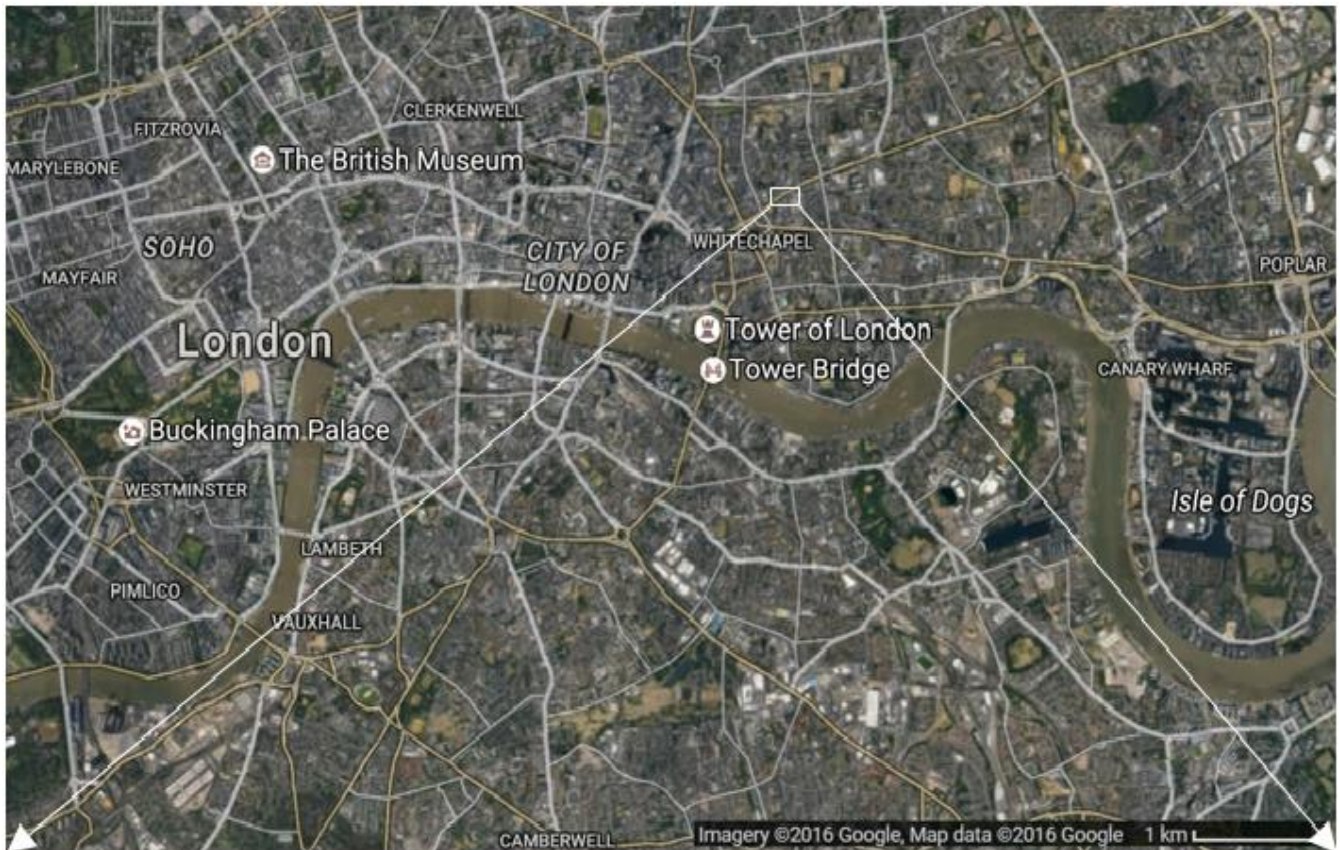 CLERKENWELL
FITZROVIA
The British Museum
MARYLEBONE
SOHO
CITY OF
LONDON
WHITECHAPEL
MAYFAIR
POPLAR
London
Tower of London
Tower Bridge
CANARY WHARF
Buckingham Palace
WESTMINSTER
Isle of Dogs
LAMBETH
PIMLICO
VAUXHALL
CAMBERWELL
Imagery ©2016 Google, Map data ©2016 Google 1 km